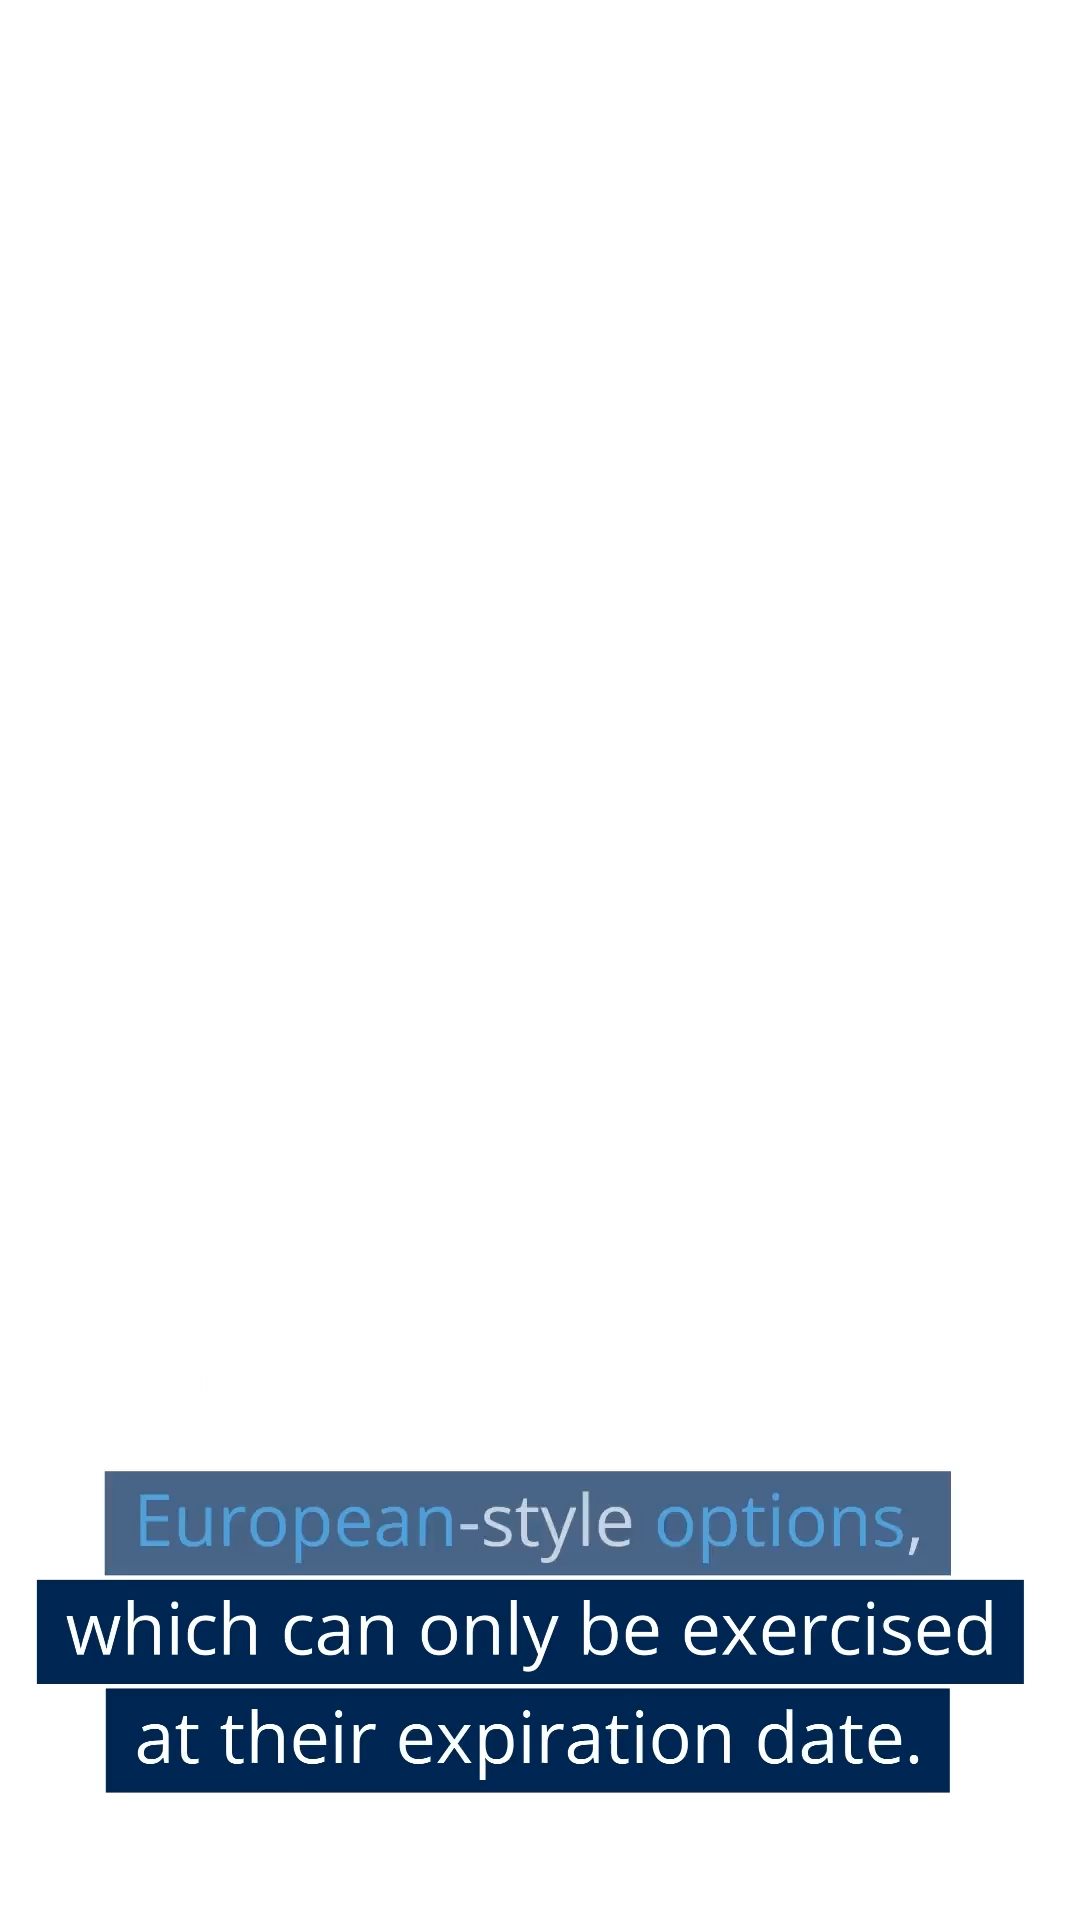 European-style options,
which can only be exercised
at their expiration date.